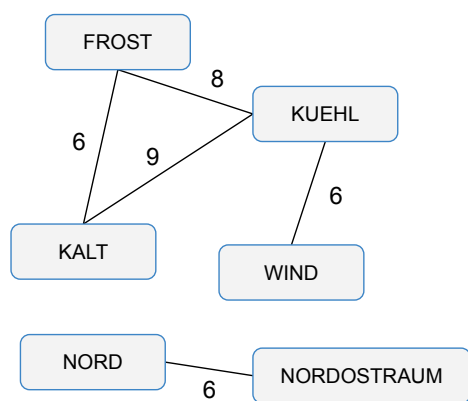 FROST
8
KUEHL
6
9
6
KALT
WIND
NORD
6
NORDOSTRAUM